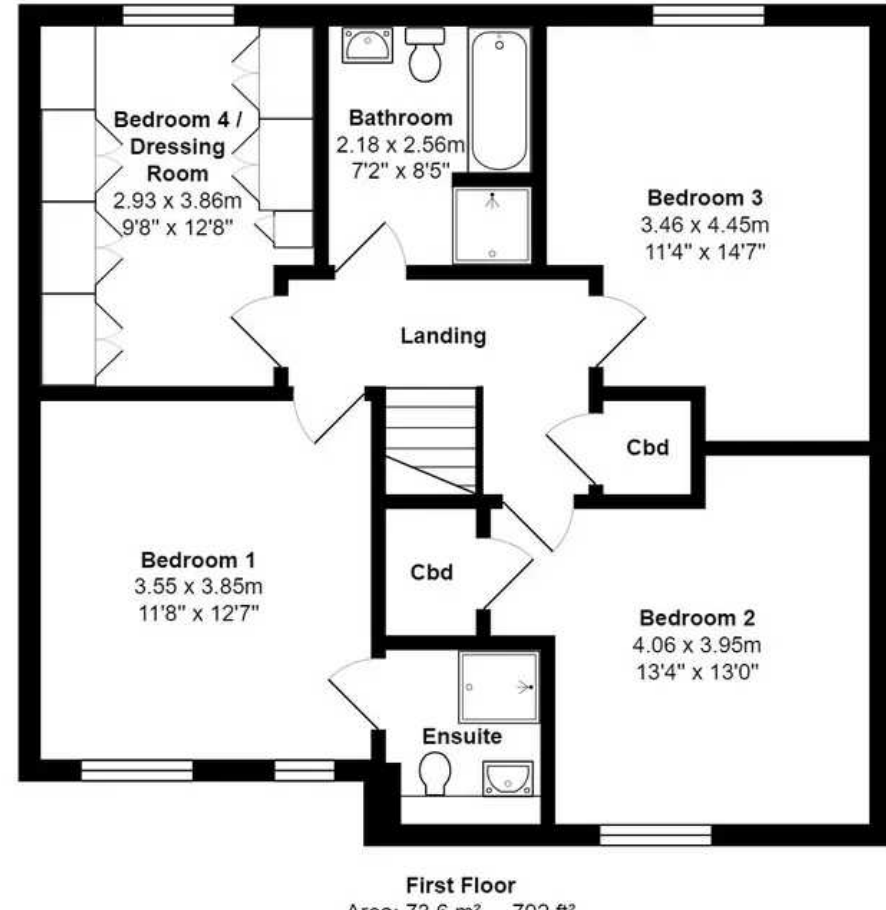 Bedroom 4 /
Dressing
Room
2.93 x 3.86m
9'8" x 12'8"
Bathroom
2.18 x 2.56m
7'2" x 8'5"
Bedroom 3
3.46 x 4.45m
11'4" x 14'7"
Landing
Cbd
Bedroom 1
3.55 x 3.85m
11'8" x 12'7"
Cbd
Bedroom 2
4.06 x 3.95m
13'4" x 13'0"
Ensuite
First Floor
Area: m² ... ft²